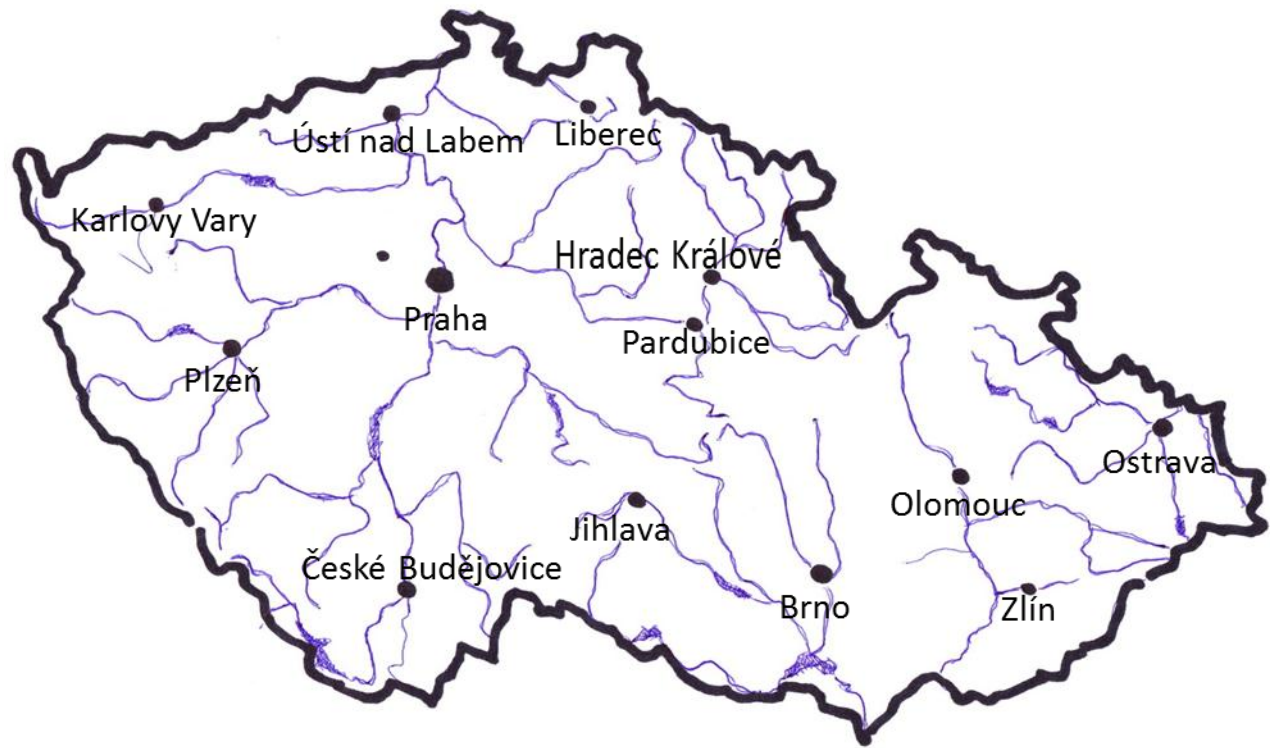 Ústí nad Labem
Liberec
Karlovy Vary
Hradec Králové
Praha
Pardubice
Plzeň
Ostrava
Olomouc
Jihlava
České Budějovice
Brno
Zlín